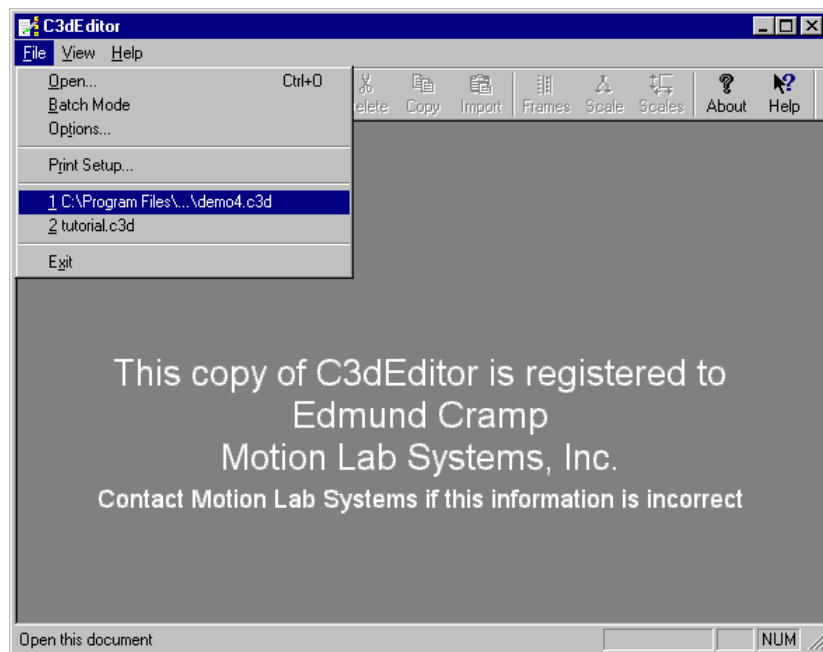 C3dEditor
File View Help
Open... Ctrl+O
Batch Mode
Options...
Print Setup...
1 C:\Program Files\...\demo4.c3d
2 tutorial.c3d
Exit
elete Copy Import Frames Scale Scales About Help
This copy of C3dEditor is registered to
Edmund Cramp
Motion Lab Systems, Inc.
Contact Motion Lab Systems if this information is incorrect
Open this document NUM